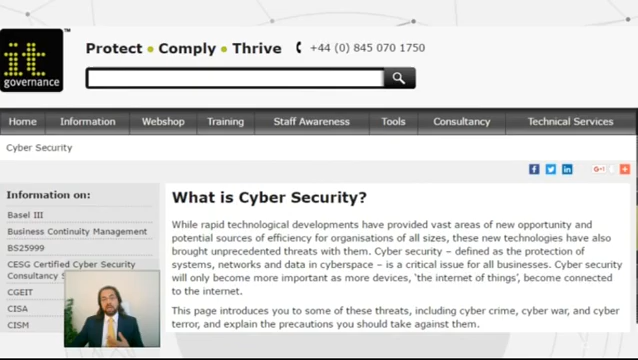 it
governance
™
Protect • Comply • Thrive +44 (0) 845 070 1750
Home Information Webshop Training Staff Awareness Tools Consultancy Technical Services
Cyber Security
f in G+1 +
Information on:
Basel III
Business Continuity Management
BS25999
CESG Certified Cyber Security
Consultancy
CGEIT
CISA
CISM
What is Cyber Security?
While rapid technological developments have provided vast areas of new opportunity and
potential sources of efficiency for organisations of all sizes, these new technologies have also
brought unprecedented threats with them. Cyber security – defined as the protection of
systems, networks and data in cyberspace – is a critical issue for all businesses. Cyber security
will only become more important as more devices, ‘the internet of things’, become connected
to the internet.
This page introduces you to some of these threats, including cyber crime, cyber war, and cyber
terror, and explain the precautions you should take against them.